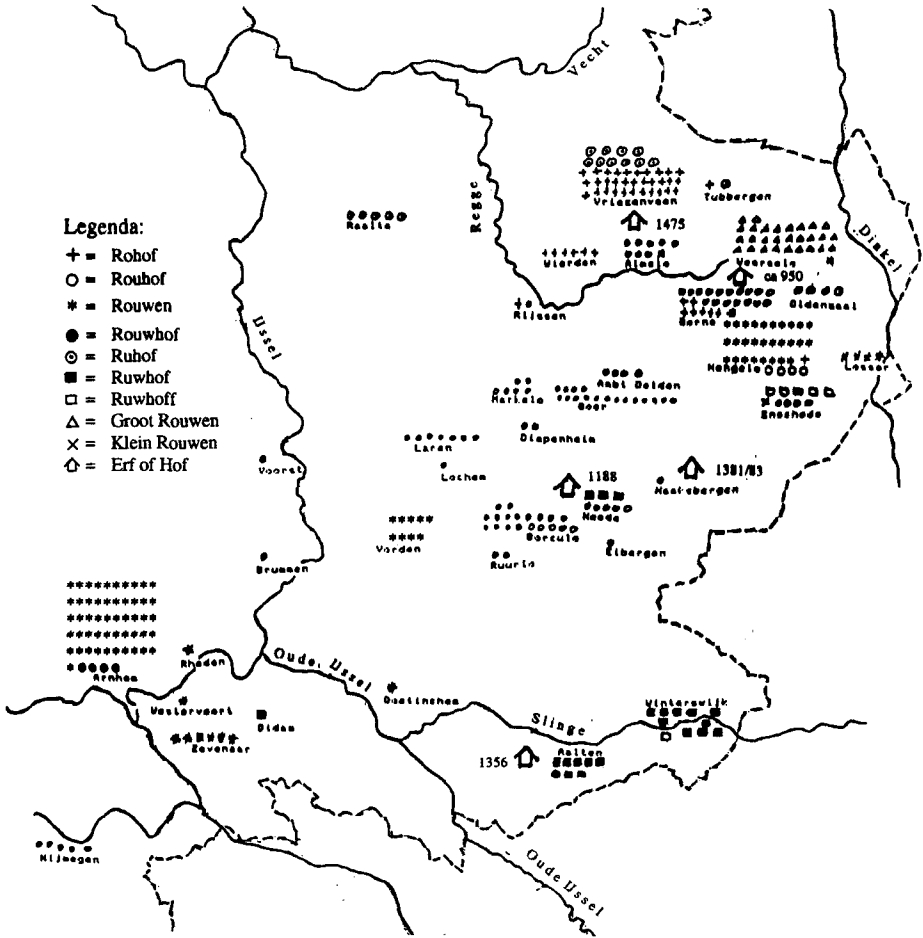 Vecht
Regge
Vriezenveen
Tubbergen
1475
Raalte
Dinkel
Legenda:
+ = Rohof
O = Rouhof
* = Rouwen
● = Rouwhof
⊙ = Ruhof
■ = Ruwhof
□ = Ruwhoff
△ = Groot Rouwen
× = Klein Rouwen
⇧ = Erf of Hof
Wierden
Almelo
Weersele
ca 950
Oldenzaal
Rijssen
Borne
IJssel
Hengelo
Losser
Ambt Delden
Markelo
Goor
Enschede
Diepenheim
Laren
Voorst
Lochem
1188
1381/83
Haaksbergen
Neede
Vorden
Borculo
Eibergen
Brummen
Ruurlo
Rheden
Arnhem
Oude IJssel
Doetinchem
Westervoort
Didam
Zevenaar
Winterswijk
Slinge
Aalten
1356
Nijmegen
Oude IJssel